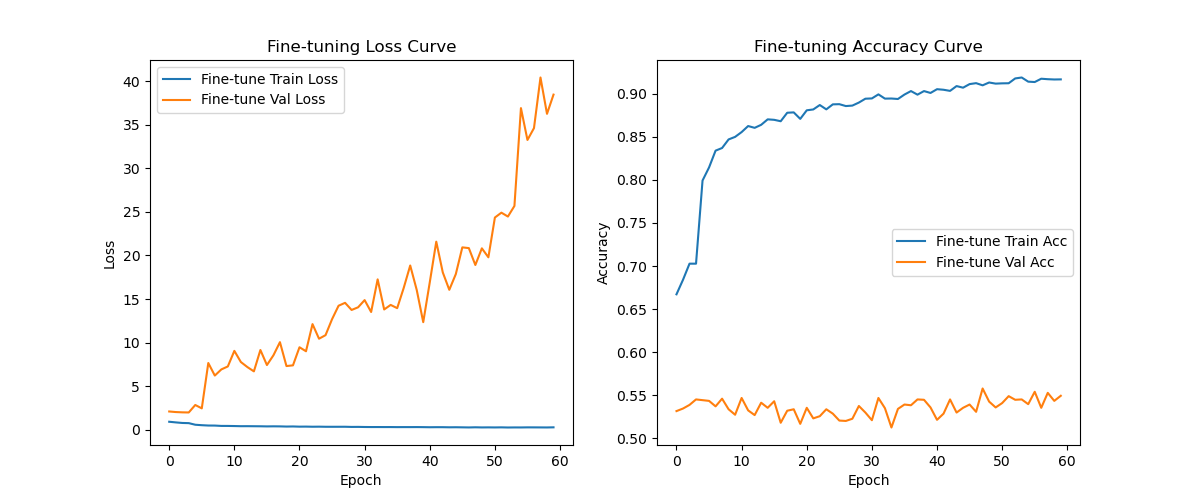 Fine-tuning Loss Curve
Fine-tune Train Loss
Fine-tune Val Loss
40
35
30
25
20
15
10
5
0
Loss
0 10 20 30 40 50 60
Epoch
Fine-tuning Accuracy Curve
0.90
0.85
0.80
0.75
0.70
0.65
0.60
0.55
0.50
Accuracy
Fine-tune Train Acc
Fine-tune Val Acc
0 10 20 30 40 50 60
Epoch